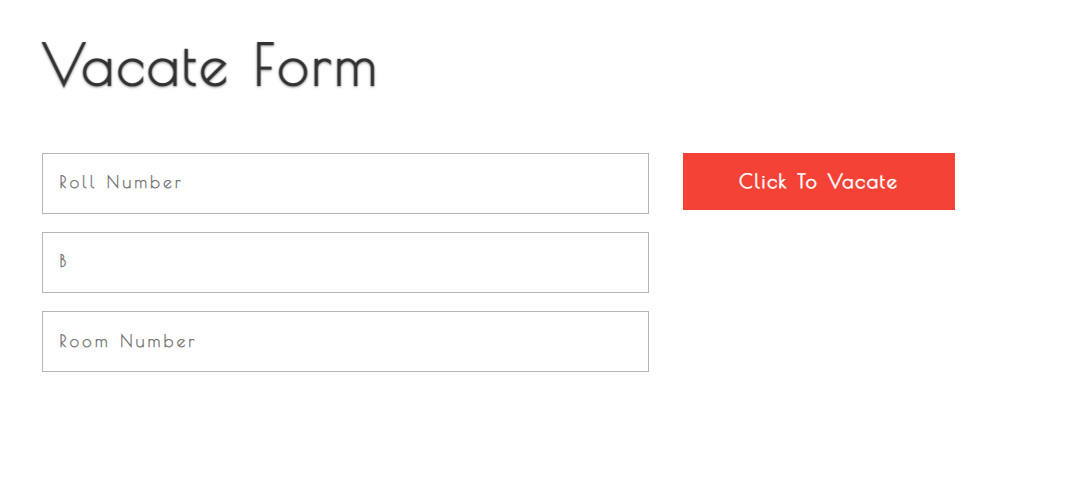 Vacate Form
Roll Number
Click To Vacate
B
Room Number